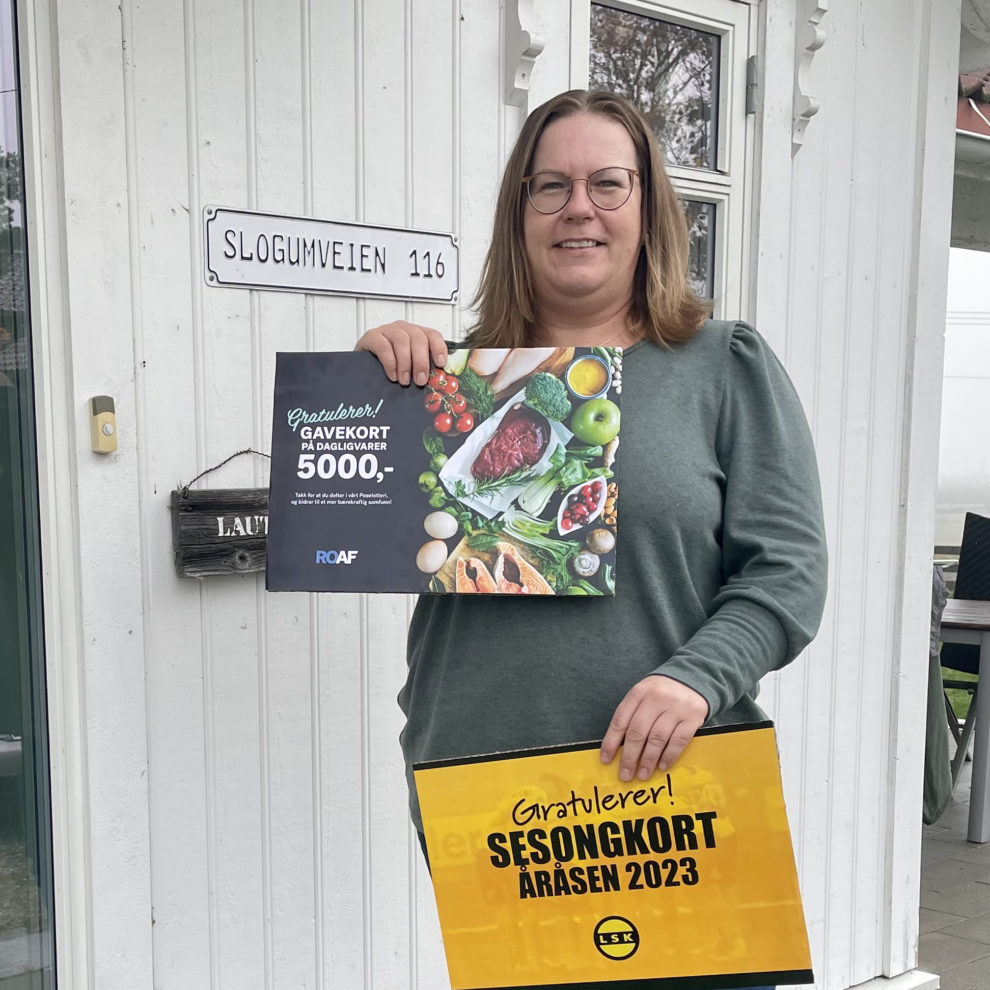 SLOGUMVEIEN 116
LAUT
Gratulerer!
GAVEKORT
PÅ DAGLIGVARER
5000,-
Takk for at du deltar i vårt Poselotteri,
og bidrar til et mer bærekraftig samfunn!
ROAF
Gratulerer!
SESONGKORT
ÅRÅSEN 2023
LSK